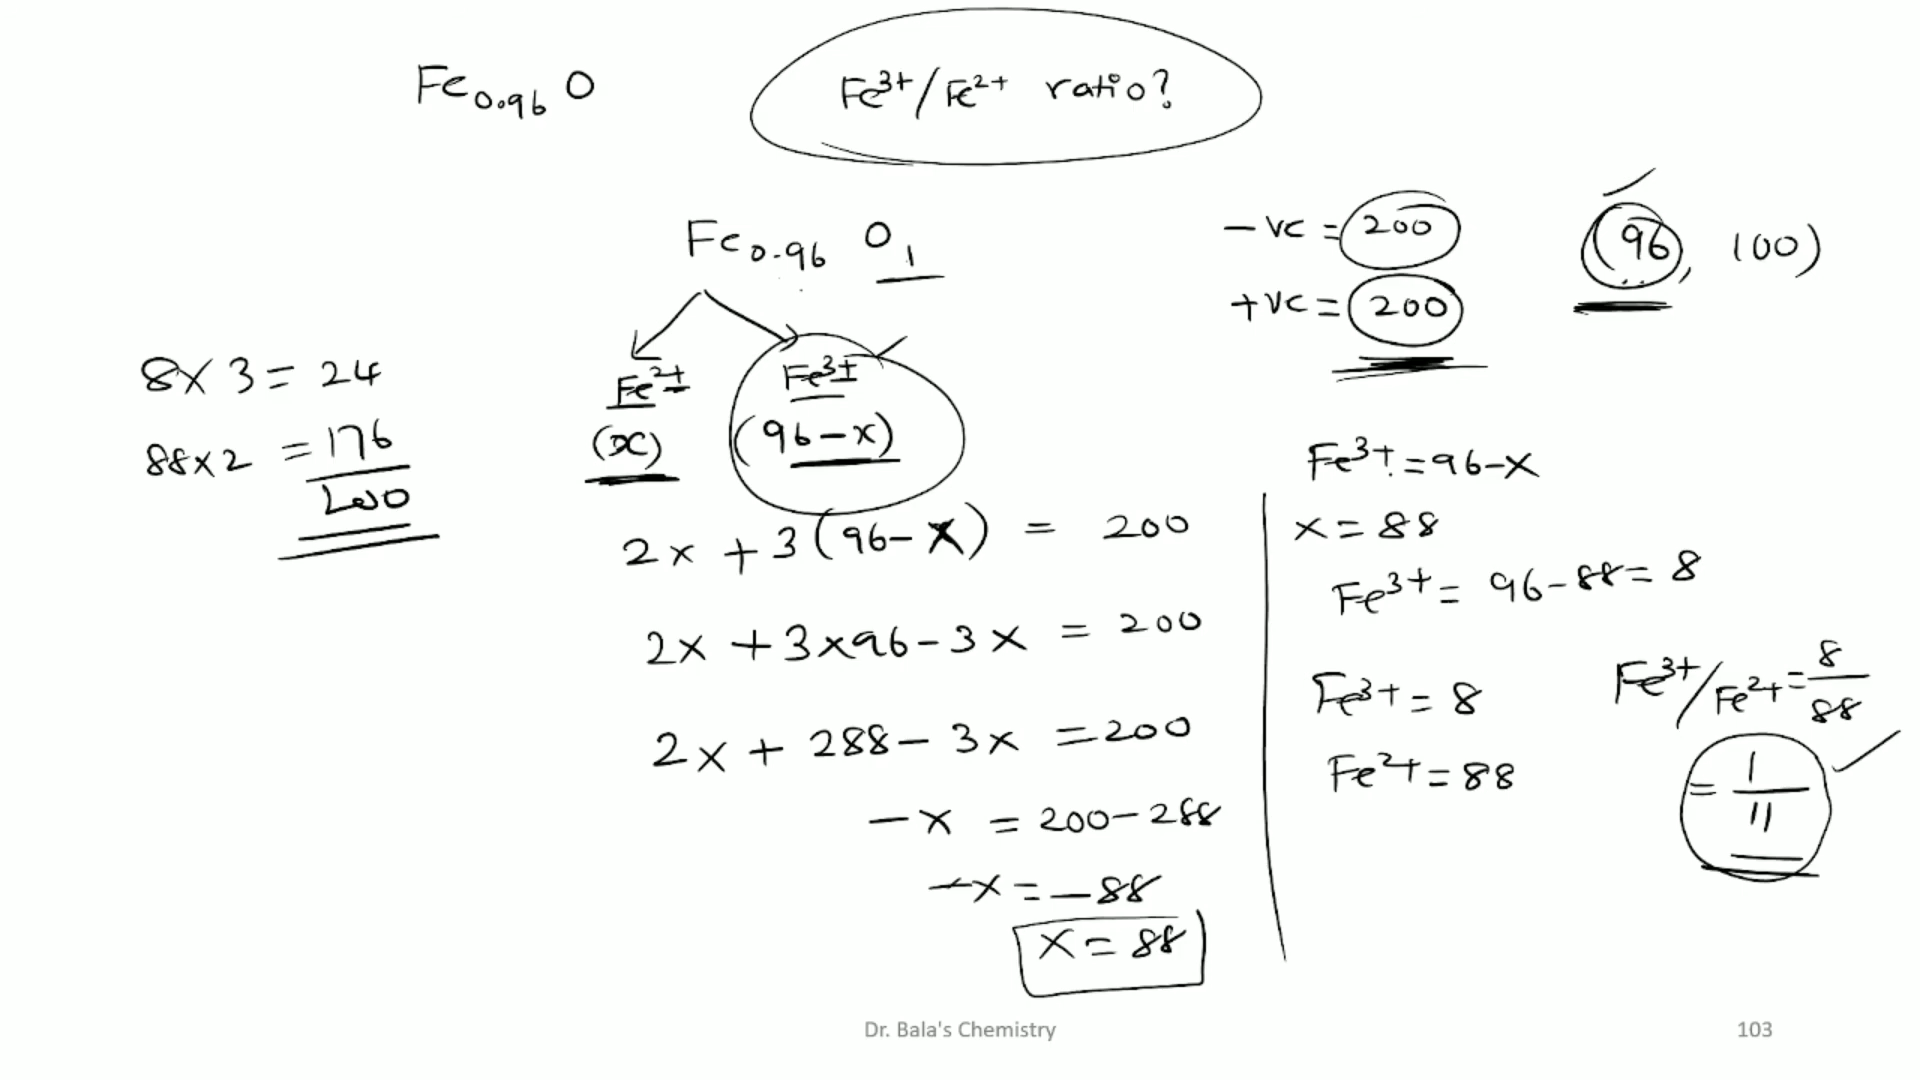 Fe0.96 O
Fe³⁺/Fe²⁺ ratio?
Fe0.96 O1
-ve = 200
+ve = 200
(96, 100)
8×3 = 24
88×2 = 176
200
Fe²⁺
(x)
Fe³⁺
(96-x)
2x + 3(96-x) = 200
2x + 3×96 - 3x = 200
2x + 288 - 3x = 200
-x = 200-288
-x = -88
x = 88
Fe³⁺ = 96-x
x = 88
Fe³⁺ = 96-88 = 8
Fe³⁺ = 8
Fe²⁺ = 88
Fe³⁺/Fe²⁺ = 8/88
= 1/11
Dr. Bala's Chemistry
103